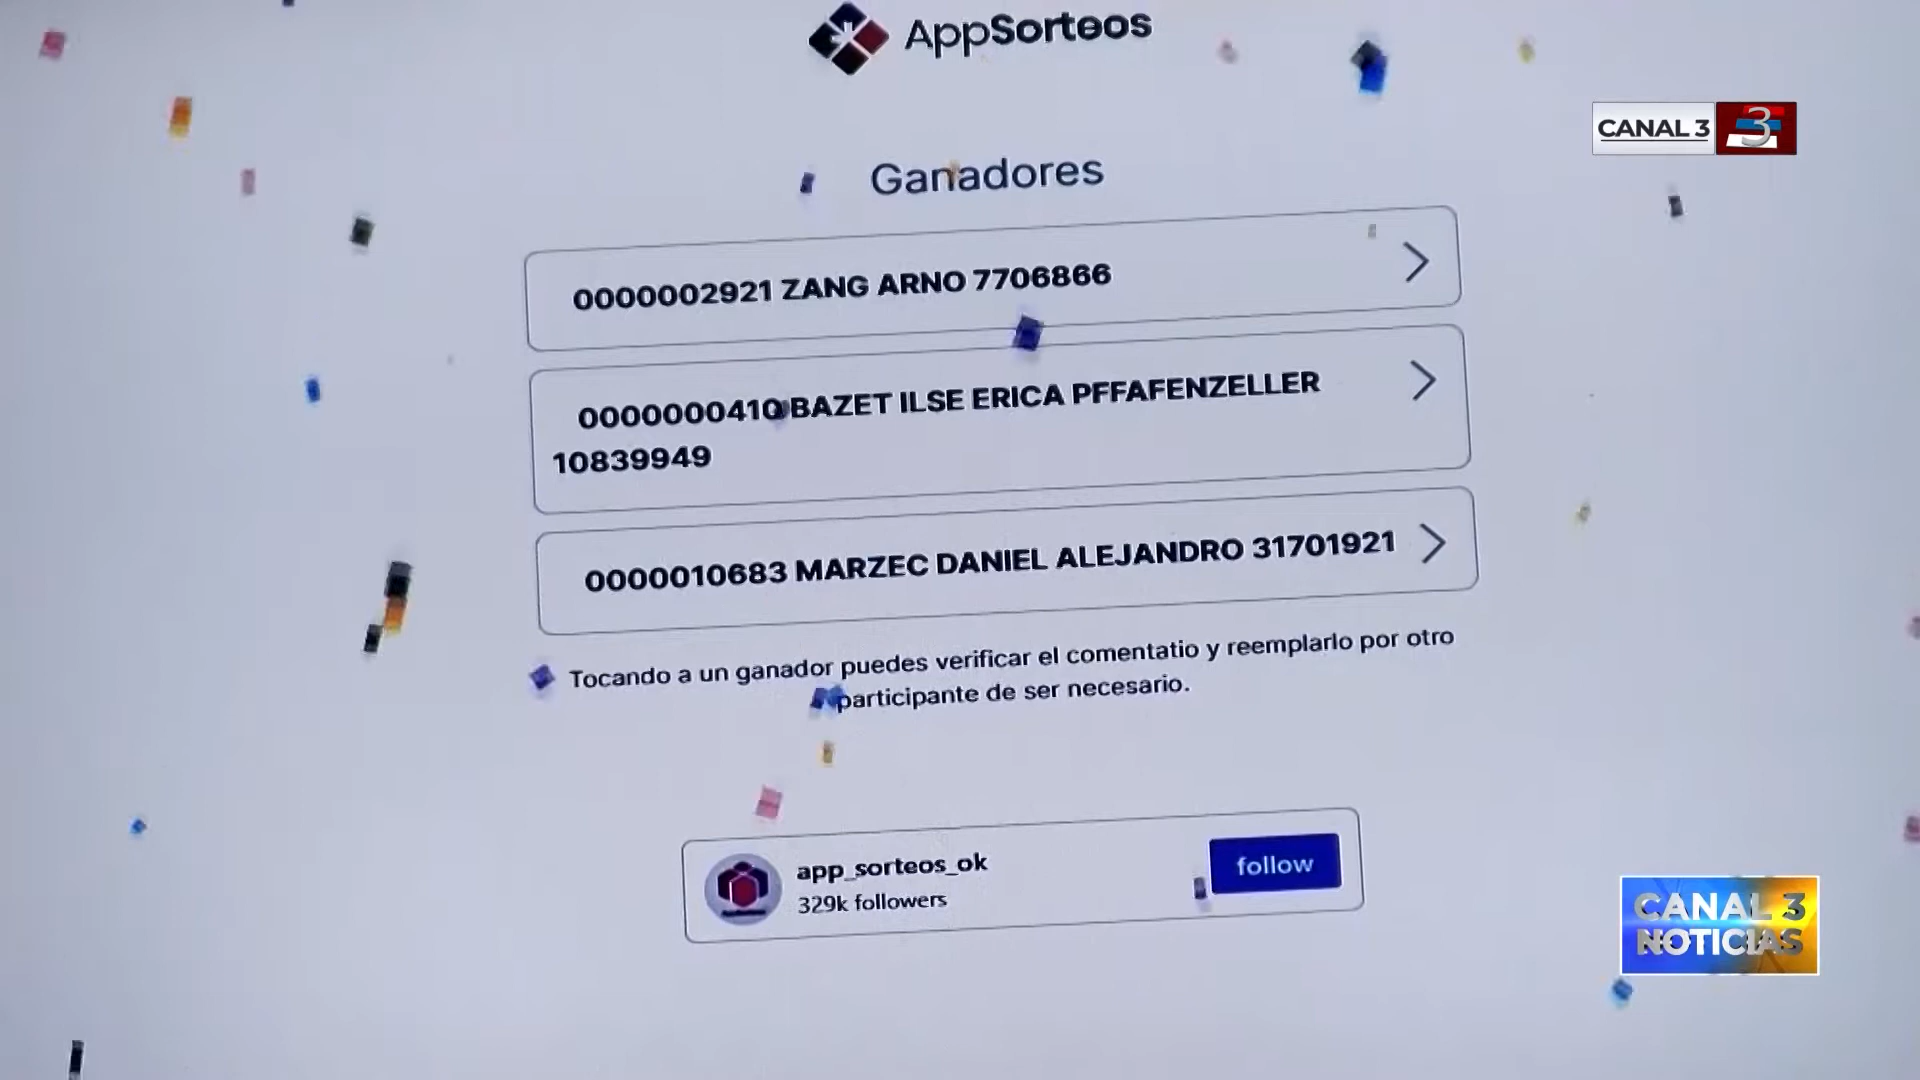 AppSorteos
CANAL 3 3
Ganadores
0000002921 ZANG ARNO 7706866
0000000410 BAZET ILSE ERICA PFFAFENZELLER
10839949
0000010683 MARZEC DANIEL ALEJANDRO 31701921
Tocando a un ganador puedes verificar el comentatio y reemplarlo por otro
participante de ser necesario.
app_sorteos_ok
329k followers
follow
CANAL 3
NOTICIAS